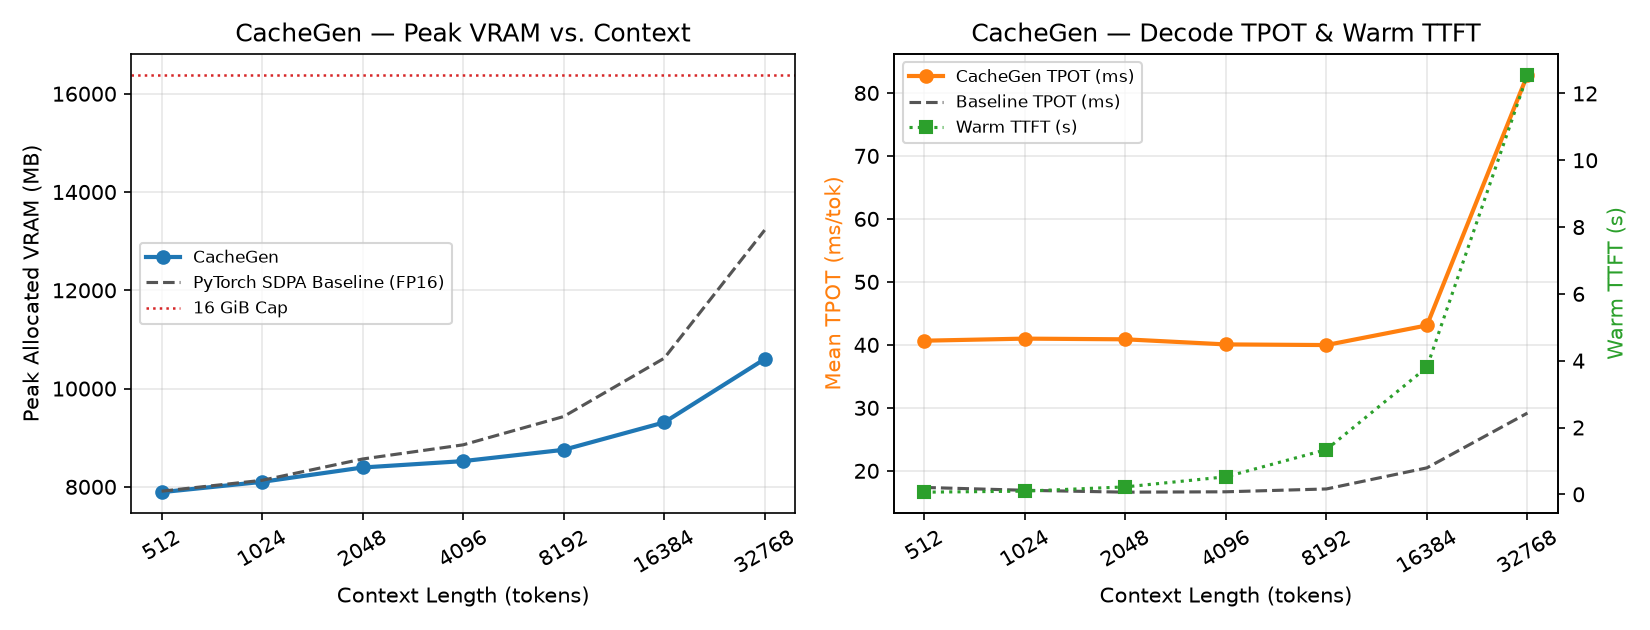 CacheGen — Peak VRAM vs. Context
Peak Allocated VRAM (MB)
16000
14000
12000
10000
8000
CacheGen
PyTorch SDPA Baseline (FP16)
16 GiB Cap
512
1024
2048
4096
8192
16384
32768
Context Length (tokens)
CacheGen — Decode TPOT & Warm TTFT
Mean TPOT (ms/tok)
80
70
60
50
40
30
20
CacheGen TPOT (ms)
Baseline TPOT (ms)
Warm TTFT (s)
12
10
8
6
4
2
0
Warm TTFT (s)
512
1024
2048
4096
8192
16384
32768
Context Length (tokens)